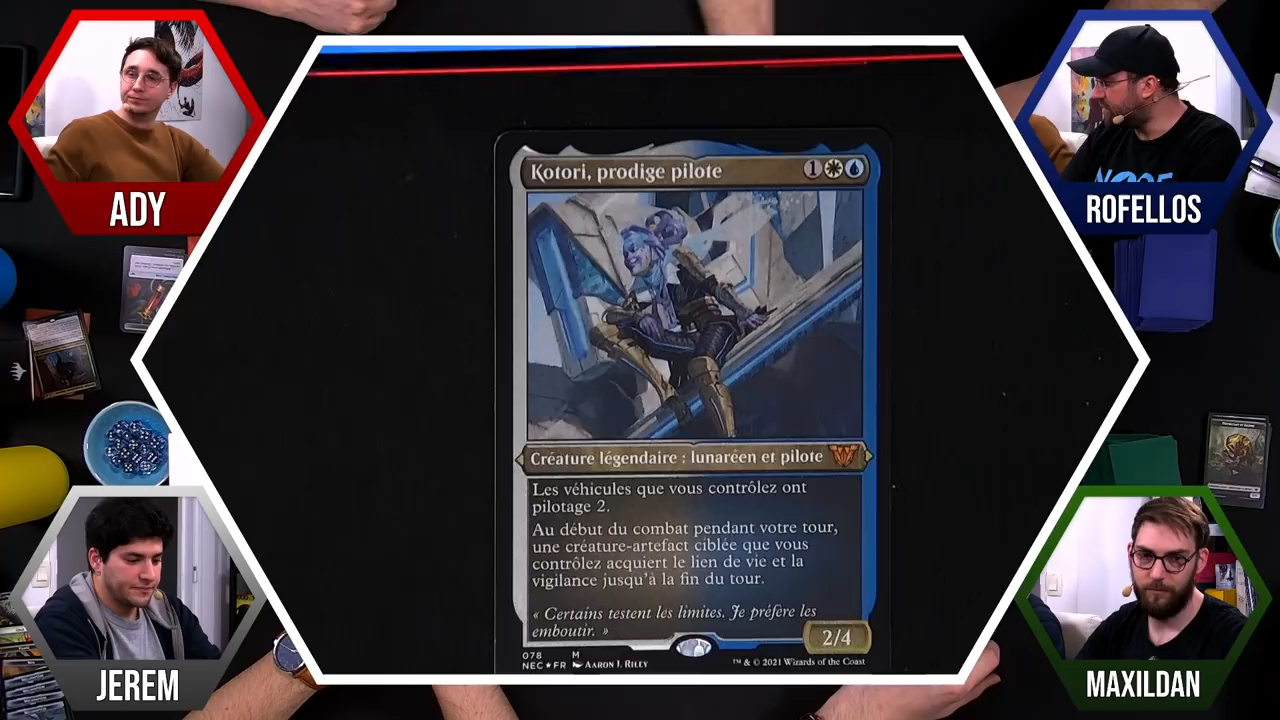 ADY
ROFELLOS
Kotori, prodige pilote
1
Créature légendaire : lunaréen et pilote
Les véhicules que vous contrôlez ont
pilotage 2.
Au début du combat pendant votre tour,
une créature-artefact ciblée que vous
contrôlez acquiert le lien de vie et la
vigilance jusqu'à la fin du tour.
« Certains testent les limites. Je préfère les
emboutir. »
2/4
078 M
NEC★FR AARON J. RILEY
™ & © 2021 Wizards of the Coast
JEREM
MAXILDAN